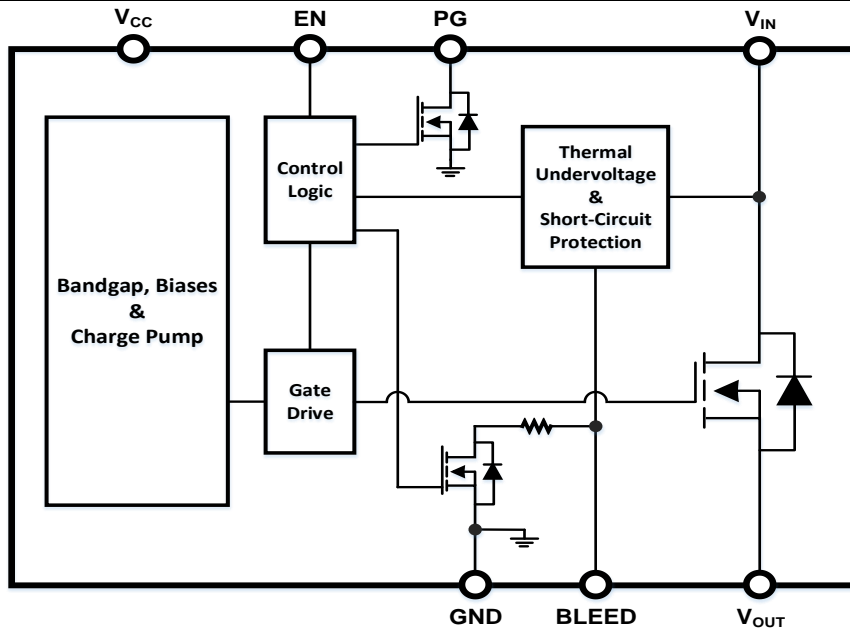 VCC
EN
PG
VIN
Control
Logic
Thermal
Undervoltage
&
Short-Circuit
Protection
Bandgap, Biases
&
Charge Pump
Gate
Drive
GND
BLEED
VOUT